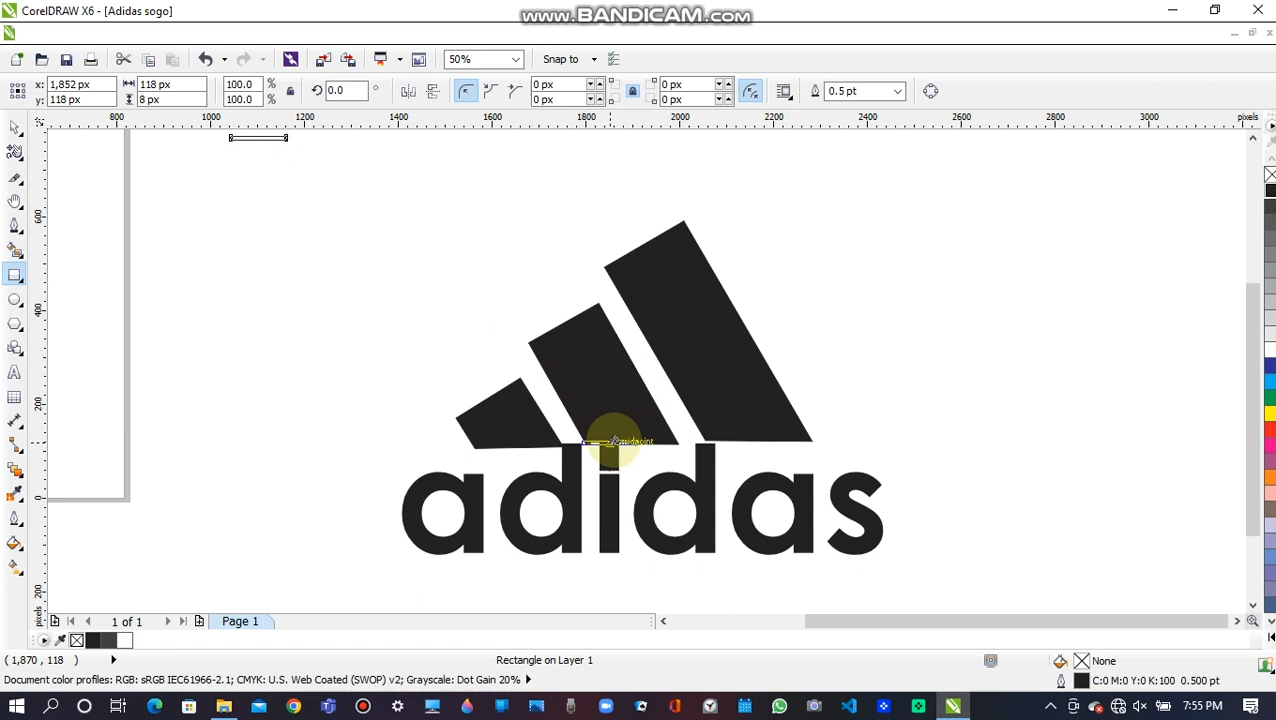 CorelDRAW X6 - [Adidas sogo]
www.BANDICAM.com
50%
Snap to
x: 1,852 px
y: 118 px
118 px
8 px
100.0
100.0
%
%
0.0
°
0 px
0 px
0 px
0 px
0.5 pt
800 1000 1200 1400 1600 1800 2000 2200 2400 2600 2800 3000 pixels
600
400
200
0
200
pixels
midpoint
adidas
1 of 1
Page 1
(1,870 , 118 )
Rectangle on Layer 1
None
Document color profiles: RGB: sRGB IEC61966-2.1; CMYK: U.S. Web Coated (SWOP) v2; Grayscale: Dot Gain 20%
C:0 M:0 Y:0 K:100 0.500 pt
7:55 PM